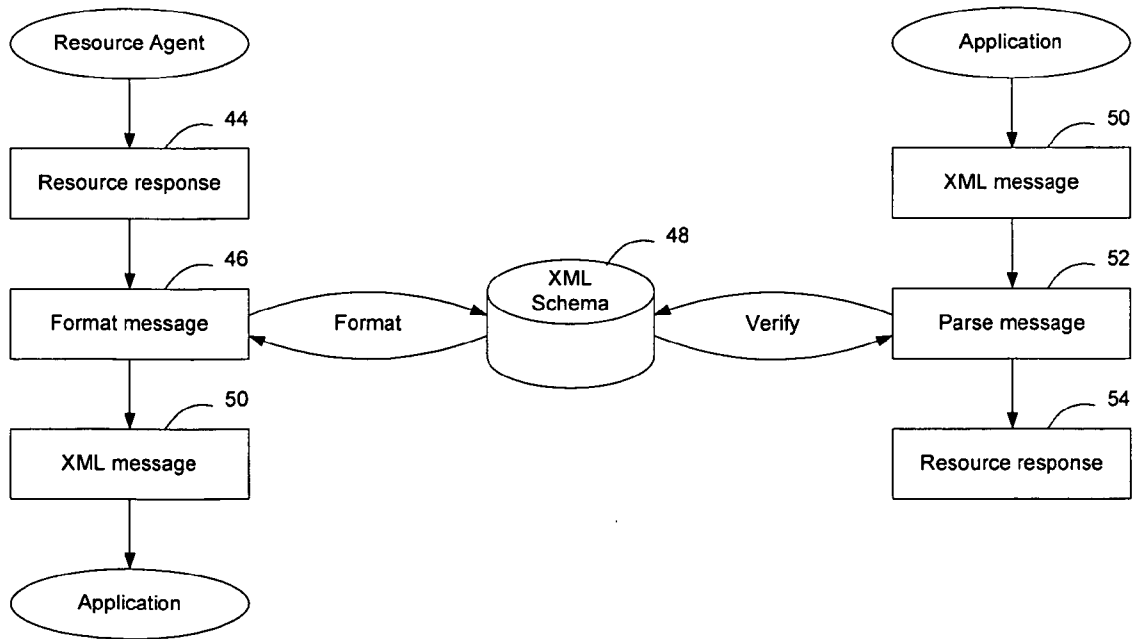 Resource Agent
44
Resource response
46
Format message
50
XML message
Application
Format
48
XML
Schema
Verify
Application
50
XML message
52
Parse message
54
Resource response